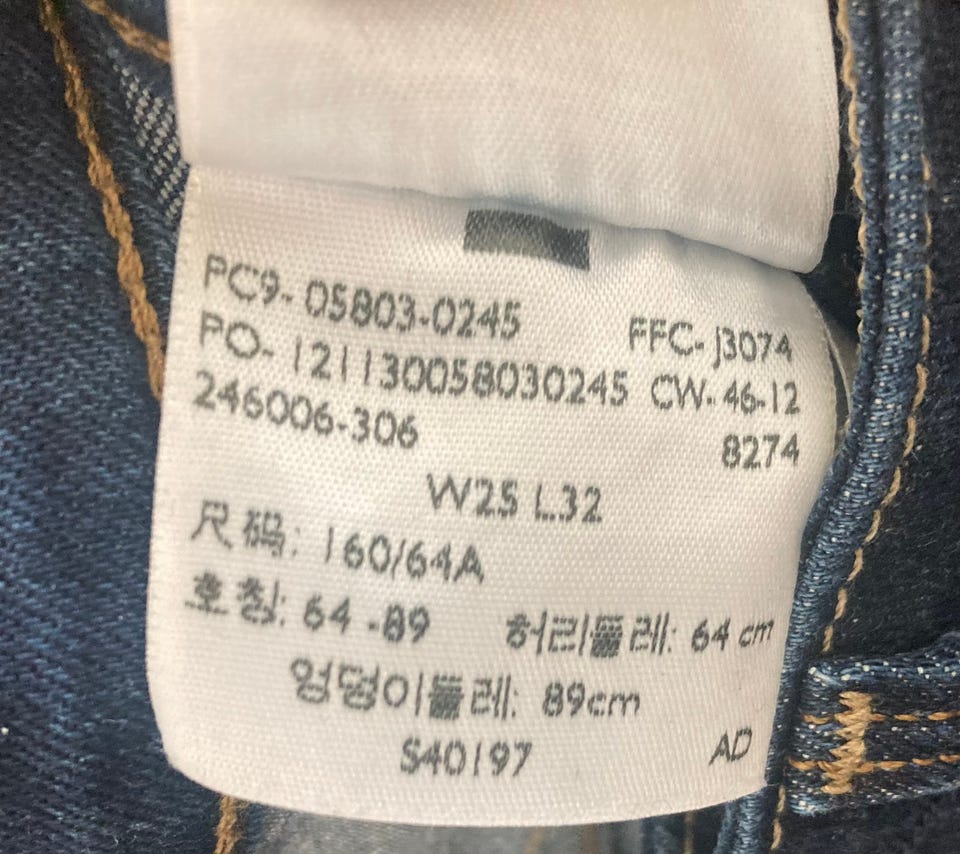 PC9-05803-0245 FFC-J3074
PO-121130058030245 CW-46-12
246006-306 8274
W25 L32
尺码: 160/64A
호칭: 64-89 허리둘레: 64 cm
엉덩이둘레: 89cm
S40197 AD